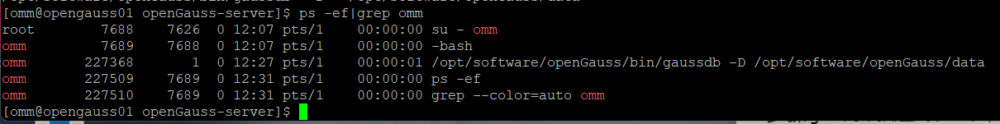 [omm@opengauss01 openGauss-server]$ ps -ef|grep omm
root        7688    7626  0 12:07 pts/1    00:00:00 su - omm
omm         7689    7688  0 12:07 pts/1    00:00:00 -bash
omm       227368       1  0 12:27 pts/1    00:00:01 /opt/software/openGauss/bin/gaussdb -D /opt/software/openGauss/data
omm       227509    7689  0 12:31 pts/1    00:00:00 ps -ef
omm       227510    7689  0 12:31 pts/1    00:00:00 grep --color=auto omm
[omm@opengauss01 openGauss-server]$